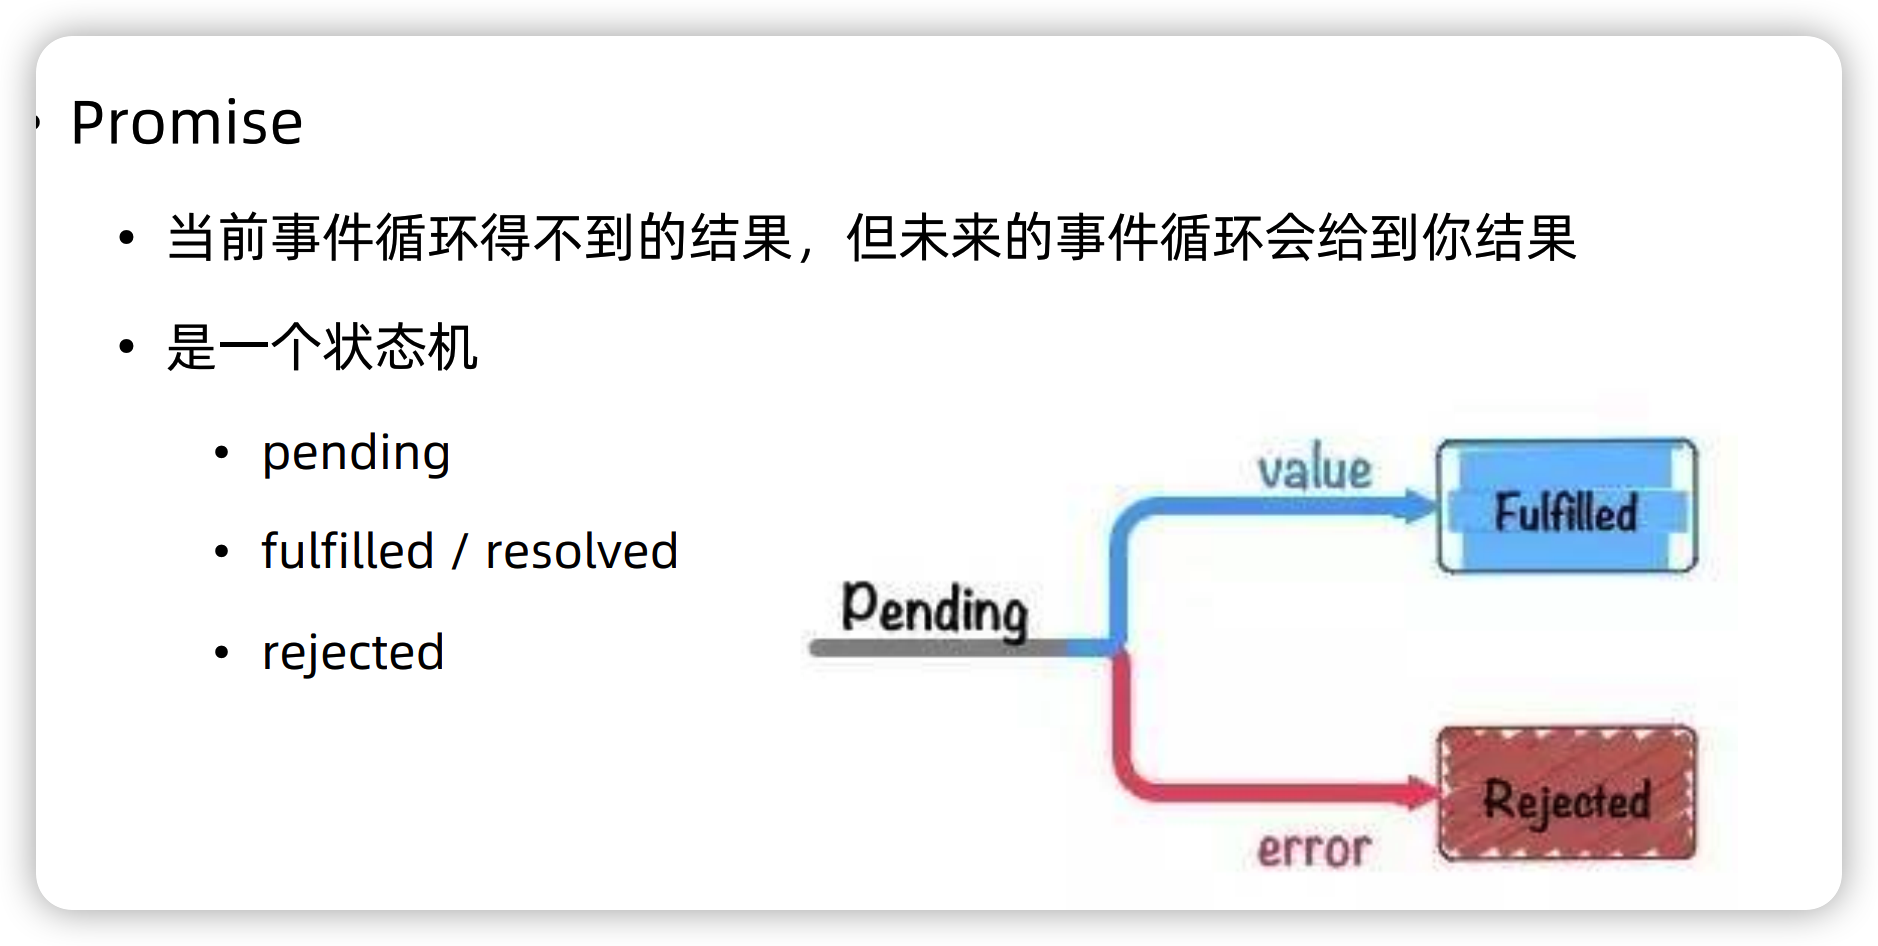 • Promise
• 当前事件循环得不到的结果，但未来的事件循环会给到你结果
• 是一个状态机
• pending
• fulfilled / resolved
• rejected
value
Fulfilled
Pending
Rejected
error